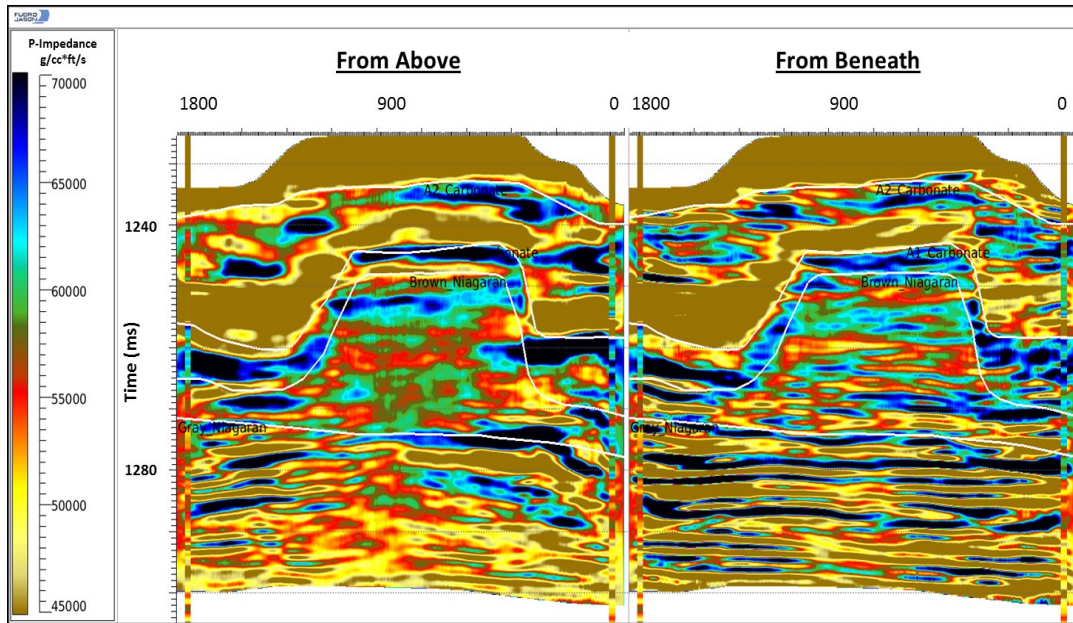 FUGRO
JASON
P-Impedance
g/cc*ft/s
70000
65000
60000
55000
50000
45000
From Above
1800 900 0
From Beneath
1800 900 0
Time (ms)
1240
1280
A2 Carbonate
Brown Niagaran
Gray Niagaran
A2 Carbonate
A1 Carbonate
Brown Niagaran
Gray Niagaran